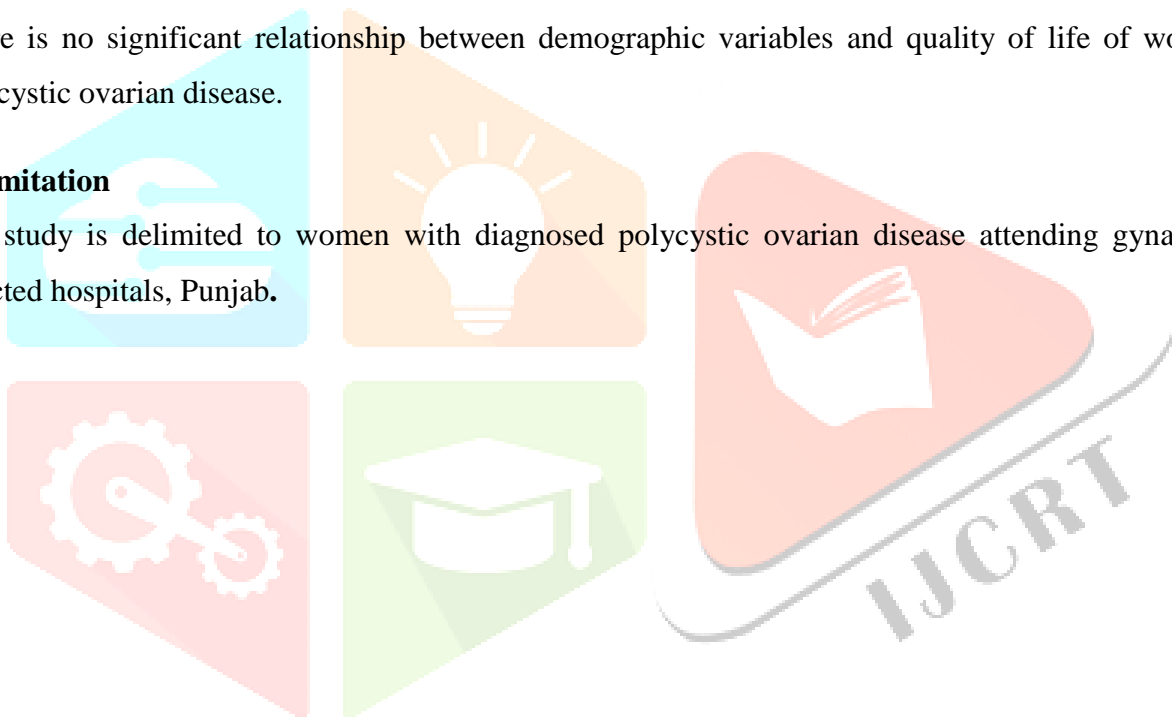 e is no significant relationship between demographic variables and quality of life of wo
cystic ovarian disease.
mitation
study is delimited to women with diagnosed polycystic ovarian disease attending gyna
cted hospitals, Punjab.
IJCRT